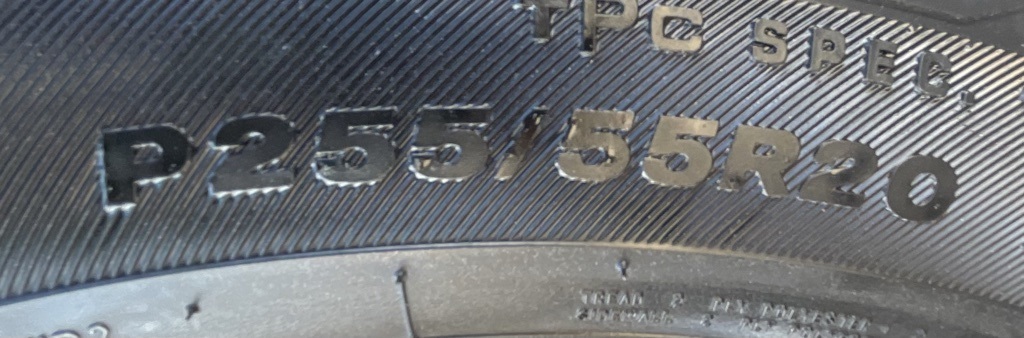 TPC SPEC.
P255/55R20
TREAD
SIDEWALL